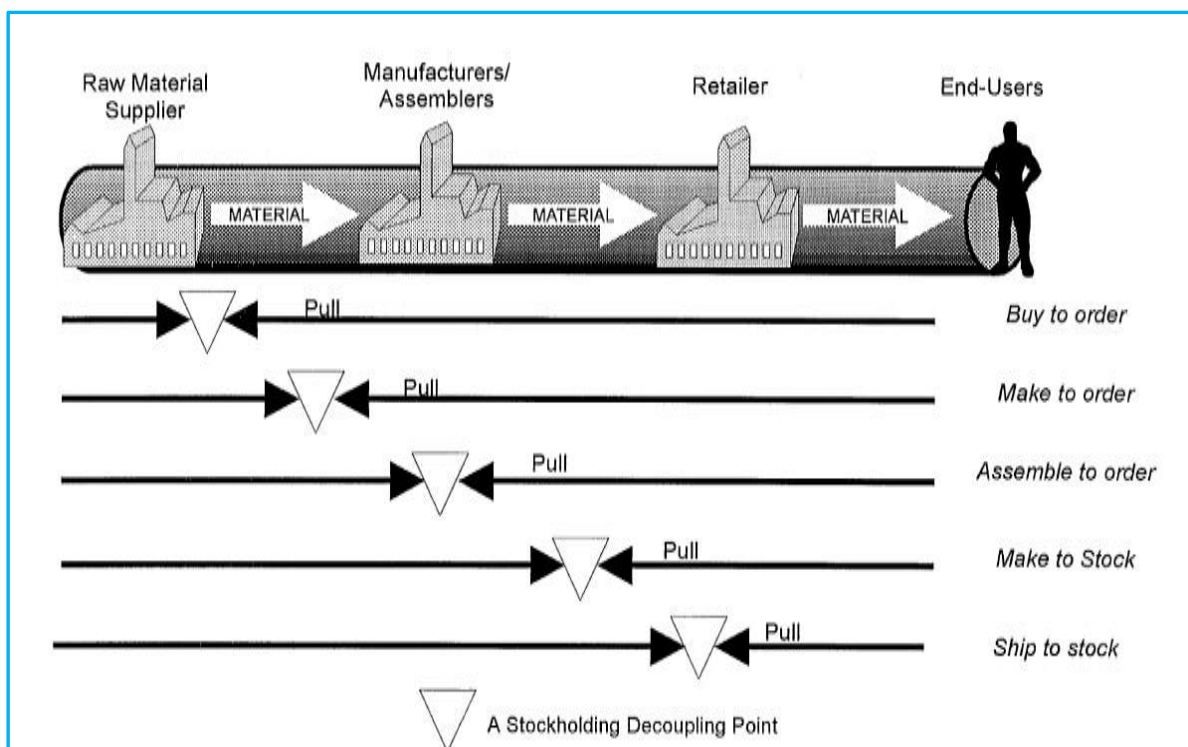 Raw Material
Supplier
Manufacturers/
Assemblers
Retailer
End-Users
MATERIAL
MATERIAL
MATERIAL
Pull
Buy to order
Pull
Make to order
Pull
Assemble to order
Pull
Make to Stock
Pull
Ship to stock
A Stockholding Decoupling Point